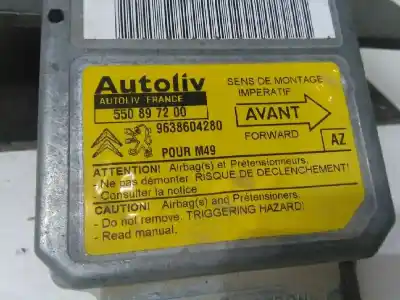 Autoliv
AUTOLIV FRANCE
550 89 72 00
9638604280
POUR M49
SENS DE MONTAGE
IMPERATIF
AVANT
FORWARD
AZ
ATTENTION! Airbag(s) et Prétensionneurs.
- Ne pas démonter. RISQUE DE DECLENCHEMENT!
- Consulter la notice
CAUTION! Airbag(s) and Prétensioners.
- Do not remove. TRIGGERING HAZARD!
- Read manual.